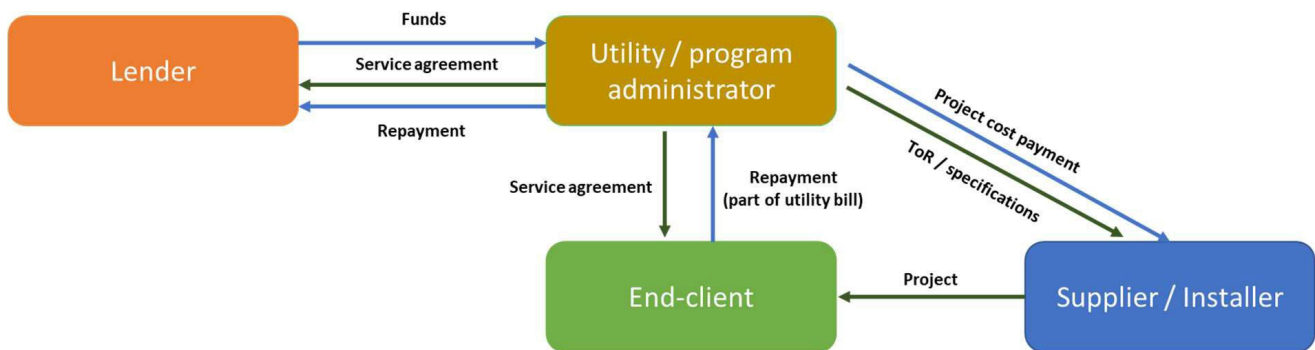 Funds
Lender
Service agreement
Repayment
Utility / program
administrator
Project cost payment
ToR / specifications
Service agreement
Repayment
(part of utility bill)
End-client
Project
Supplier / Installer